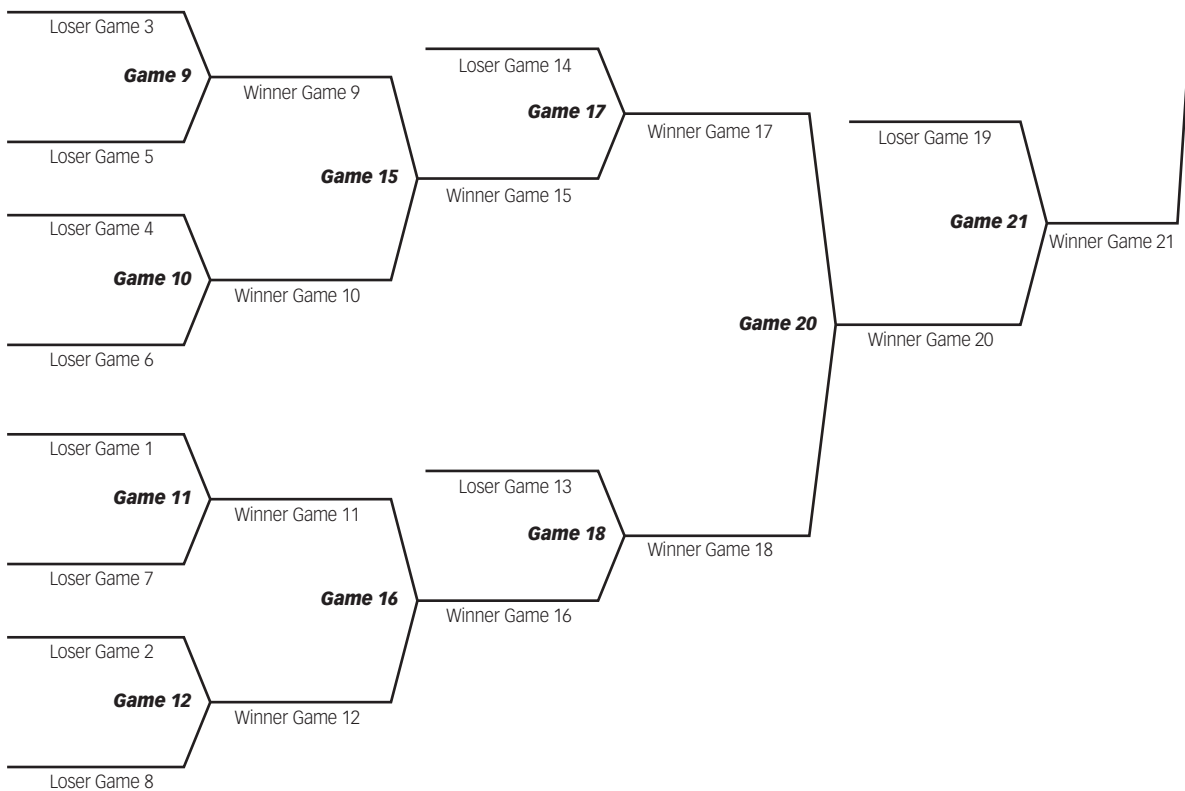 Loser Game 3
Game 9
Winner Game 9
Loser Game 5
Loser Game 14
Game 17
Winner Game 17
Game 15
Winner Game 15
Loser Game 4
Game 10
Winner Game 10
Loser Game 6
Loser Game 19
Game 21
Winner Game 21
Game 20
Winner Game 20
Loser Game 1
Game 11
Winner Game 11
Loser Game 7
Loser Game 13
Game 18
Winner Game 18
Game 16
Winner Game 16
Loser Game 2
Game 12
Winner Game 12
Loser Game 8